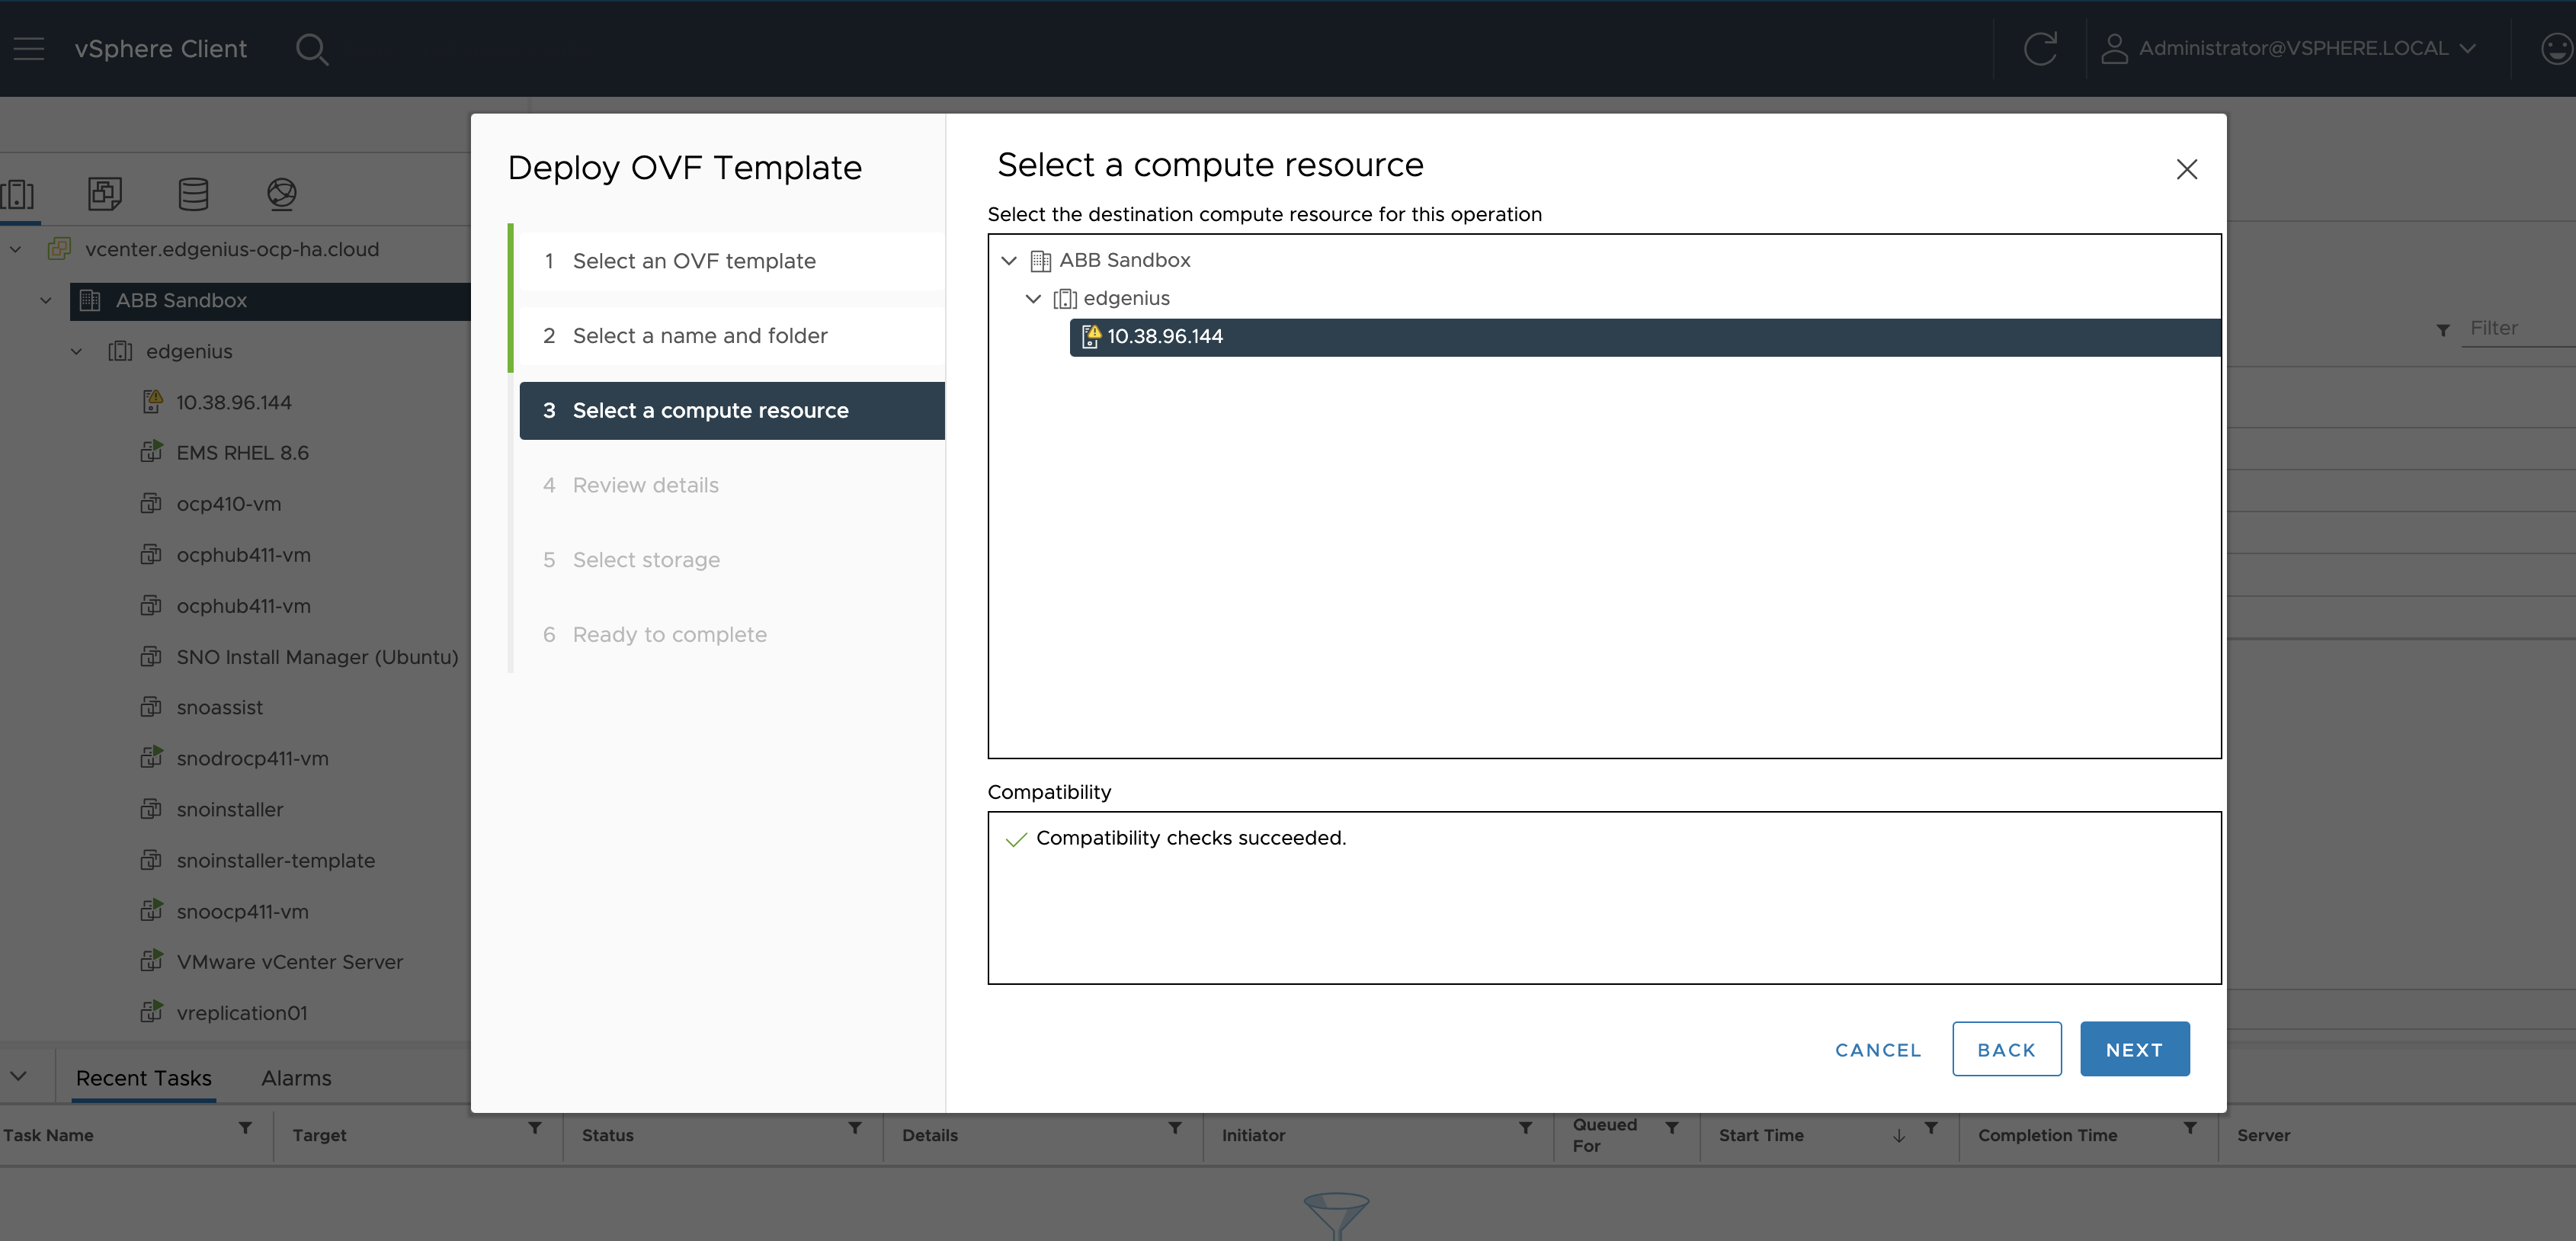 vSphere Client
Administrator@VSPHERE.LOCAL
vcenter.edgenius-ocp-ha.cloud
ABB Sandbox
edgenius
10.38.96.144
EMS RHEL 8.6
ocp410-vm
ocphub411-vm
ocphub411-vm
SNO Install Manager (Ubuntu)
snoassist
snodrocp411-vm
snoinstaller
snoinstaller-template
snoocp411-vm
VMware vCenter Server
vreplication01
Deploy OVF Template
1 Select an OVF template
2 Select a name and folder
3 Select a compute resource
4 Review details
5 Select storage
6 Ready to complete
Select a compute resource
Select the destination compute resource for this operation
ABB Sandbox
edgenius
10.38.96.144
Compatibility
Compatibility checks succeeded.
CANCEL BACK NEXT
Filter
Recent Tasks Alarms
Task Name Target Status Details Initiator Queued For Start Time Completion Time Server